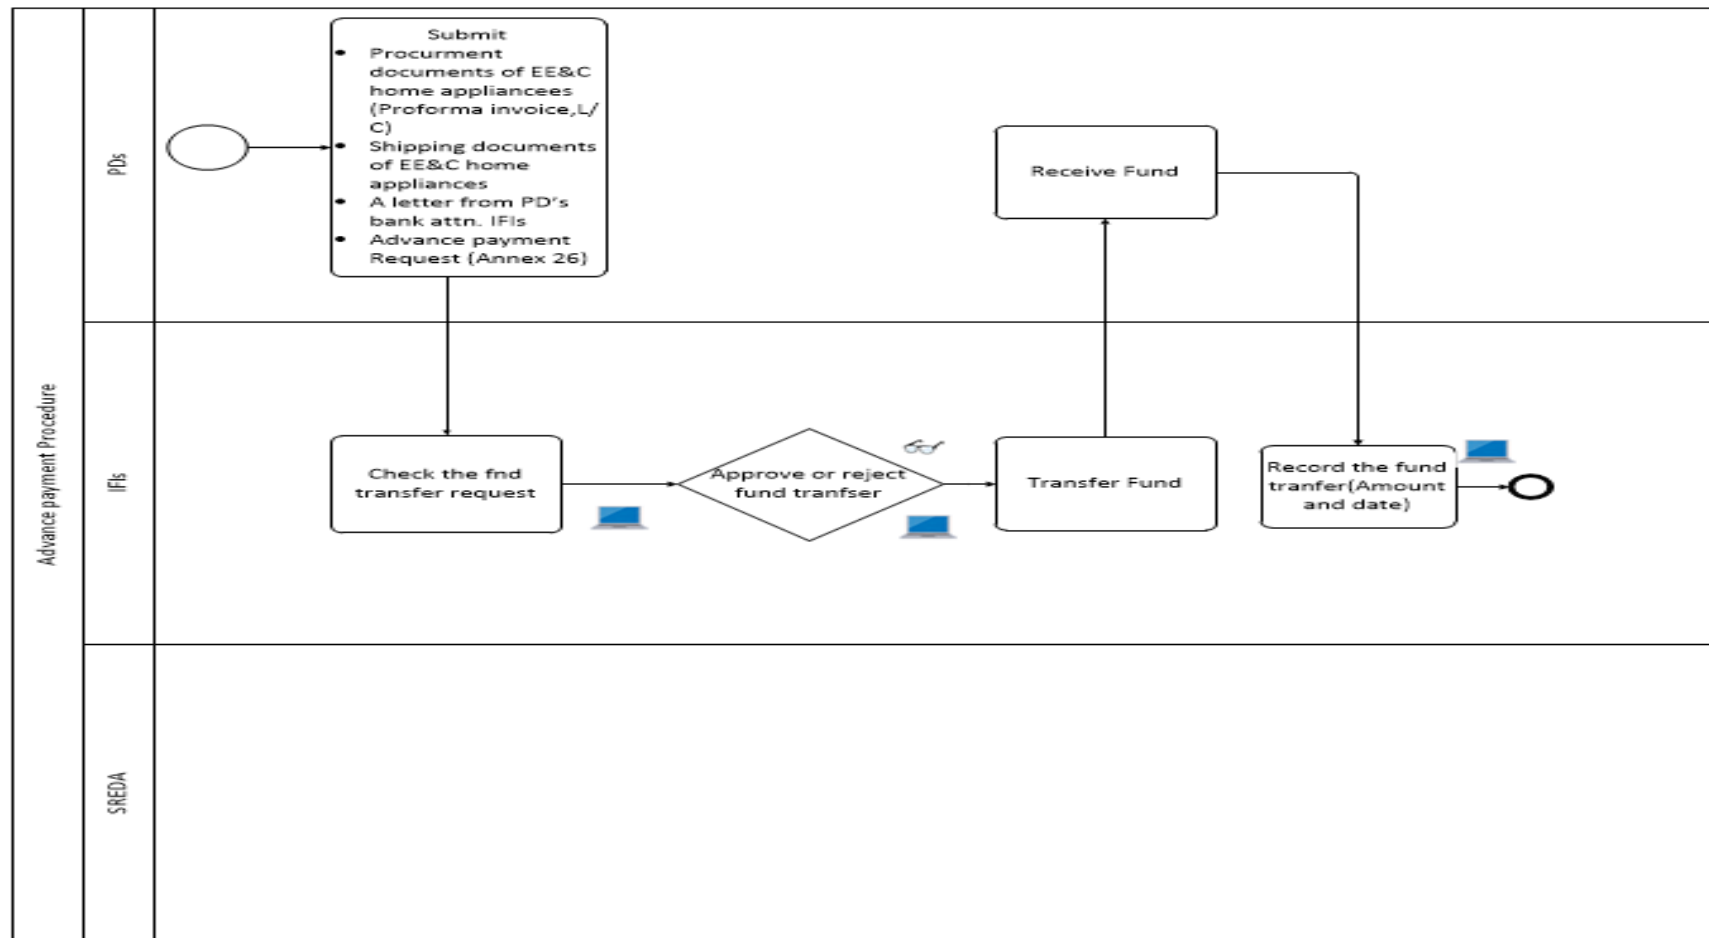 Advance payment Procedure
PDs
Submit
• Procurment
documents of EE&C
home appliancees
(Proforma invoice,L/
C)
• Shipping documents
of EE&C home
appliances
• A letter from PD's
bank attn. IFIs
• Advance payment
Request (Annex 26)
Receive Fund
IFIs
Check the fnd
transfer request
Approve or reject
fund tranfser
Transfer Fund
Record the fund
tranfer(Amount
and date)
SREDA